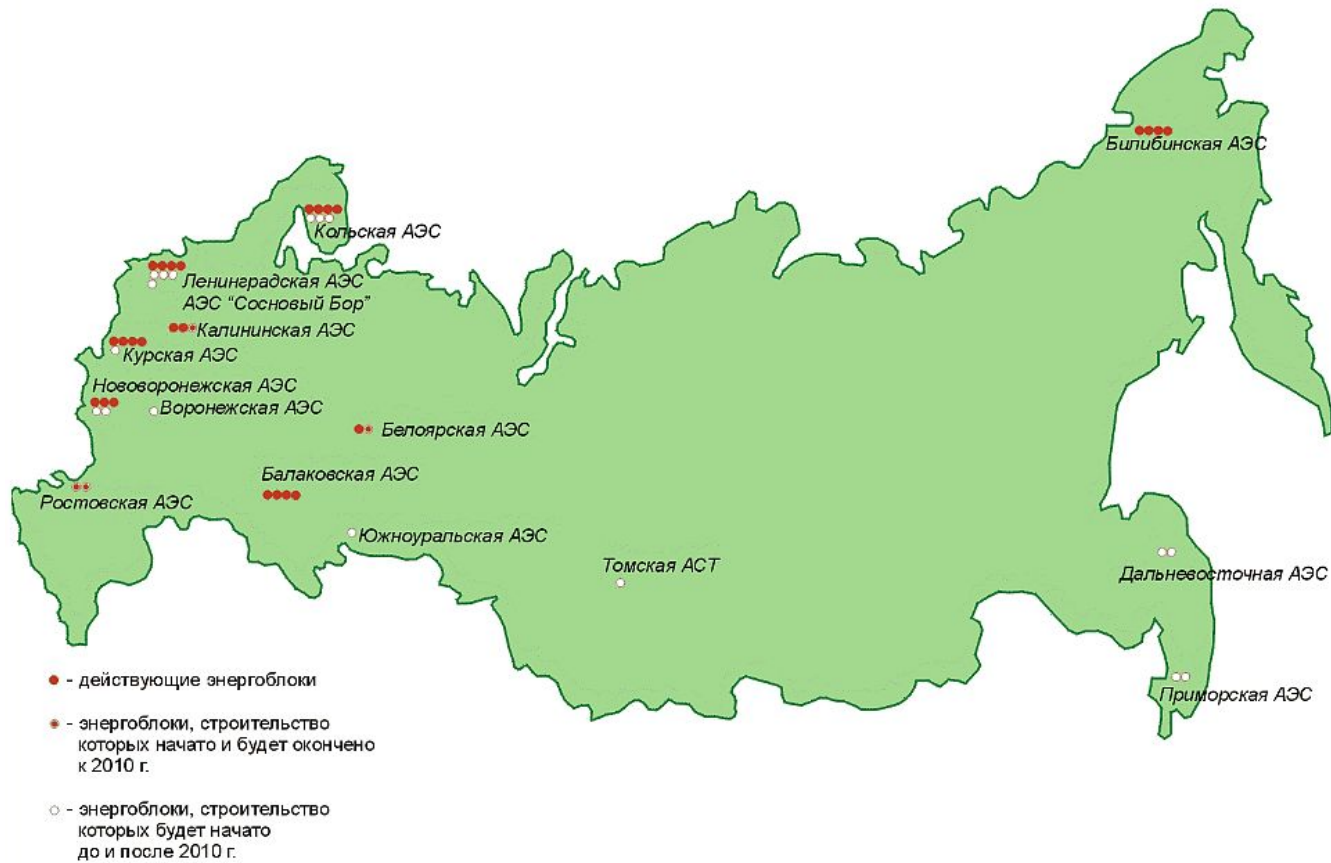 Билибинская АЭС
Кольская АЭС
Ленинградская АЭС
АЭС “Сосновый Бор”
Калининская АЭС
Курская АЭС
Нововоронежская АЭС
Воронежская АЭС
Белоярская АЭС
Балаковская АЭС
Ростовская АЭС
Южноуральская АЭС
Томская АСТ
Дальневосточная АЭС
Приморская АЭС
- действующие энергоблоки
- энергоблоки, строительство
которых начато и будет окончено
к 2010 г.
- энергоблоки, строительство
которых будет начато
до и после 2010 г.